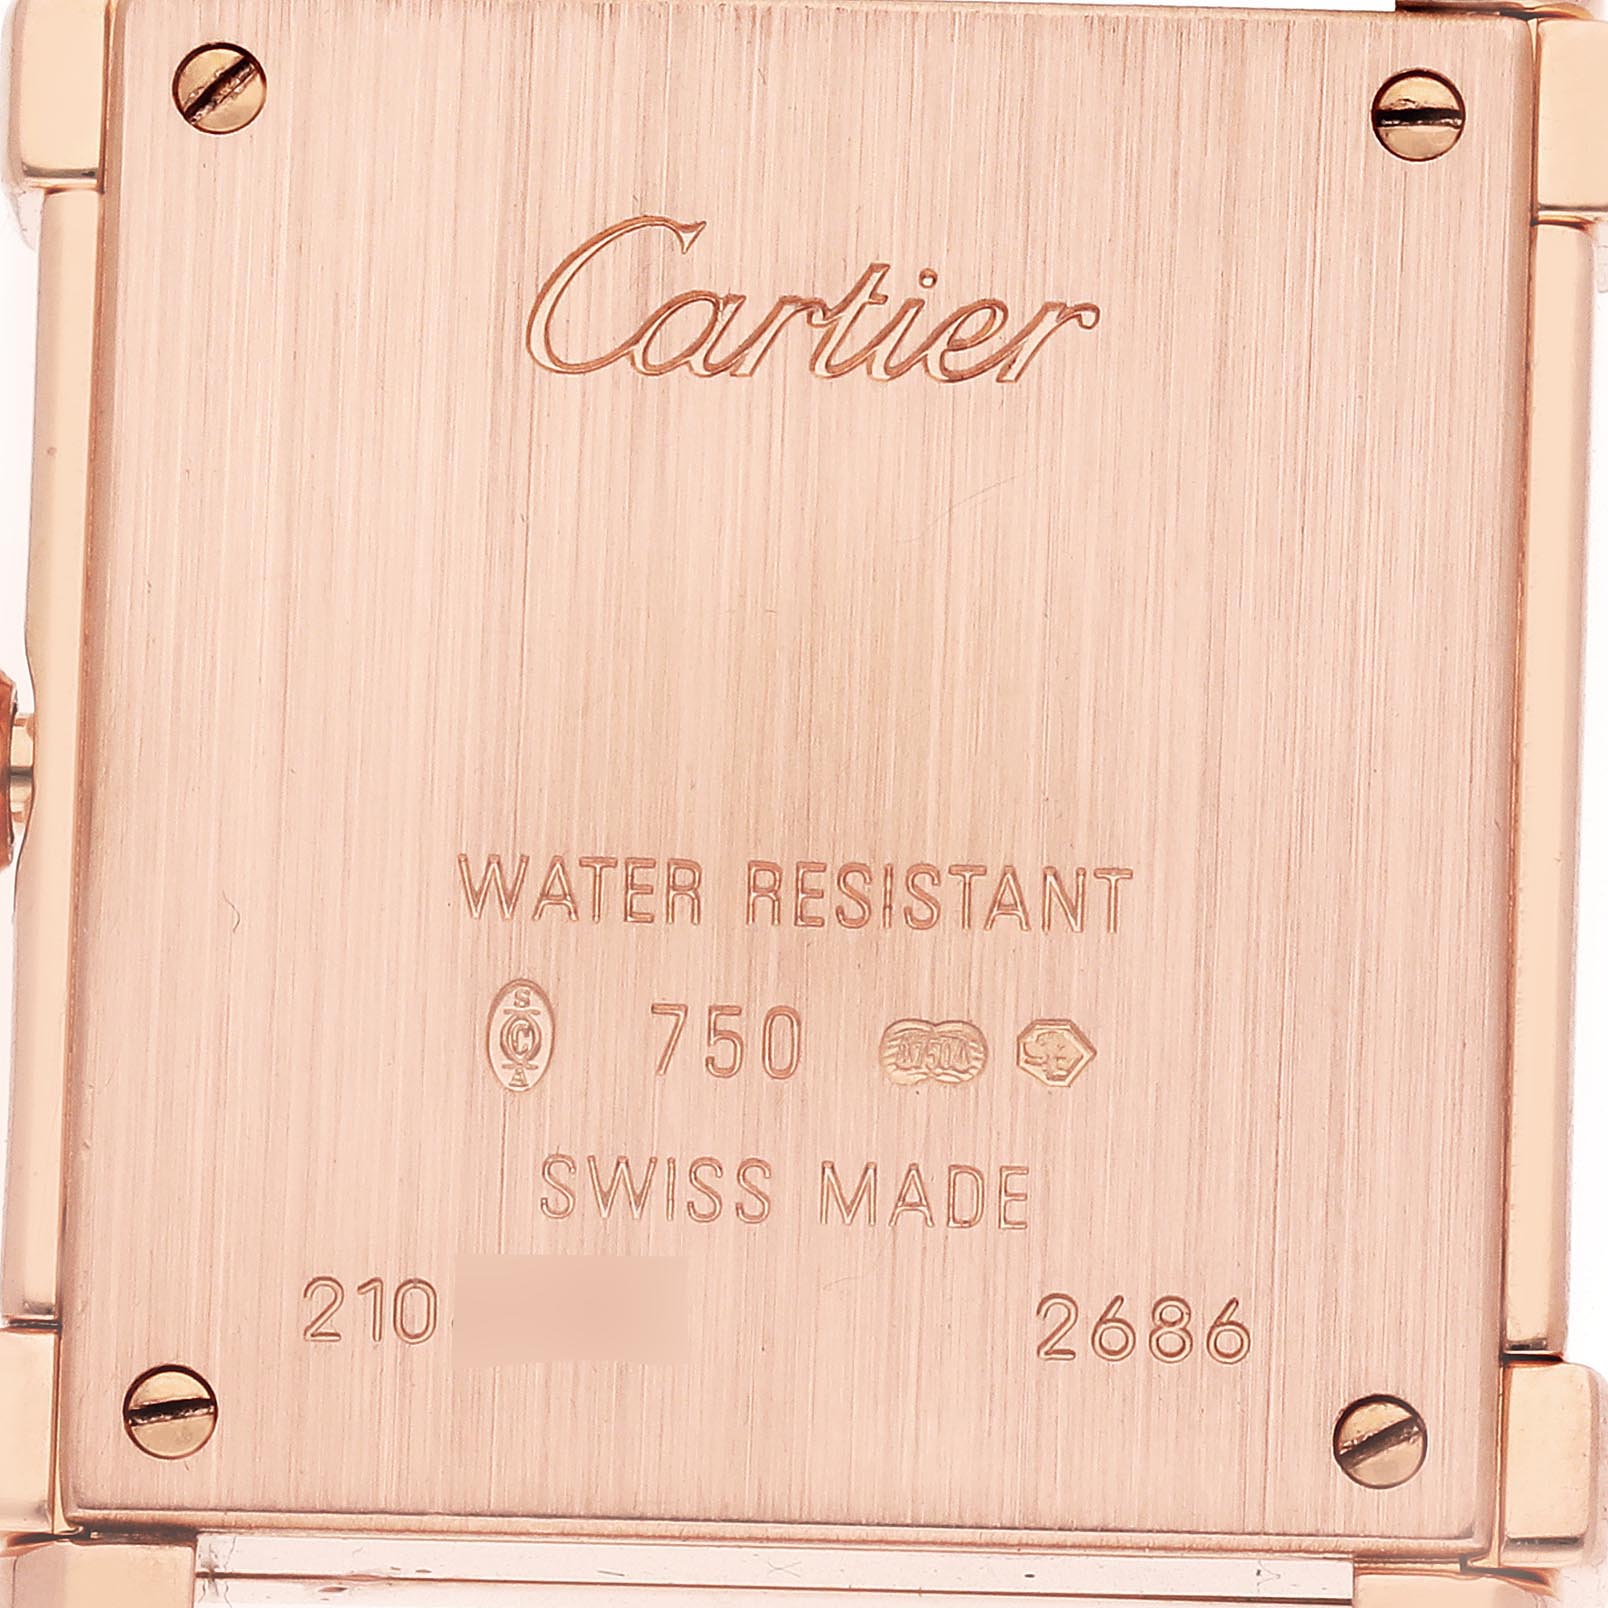 Cartier
WATER RESISTANT
S C A 750
SWISS MADE
210 2686